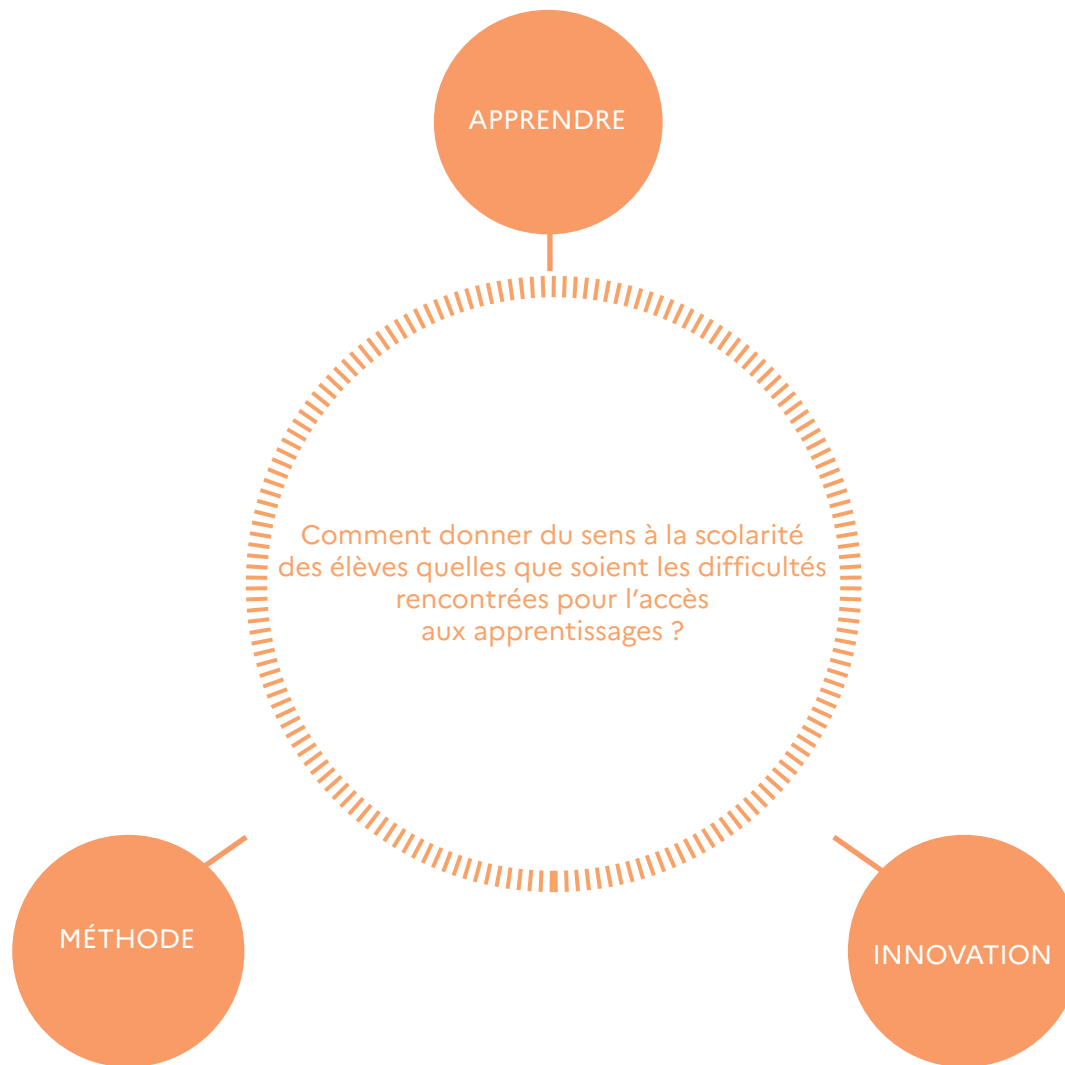 APPRENDRE
Comment donner du sens à la scolarité
des élèves quelles que soient les difficultés
rencontrées pour l’accès
aux apprentissages ?
MÉTHODE
INNOVATION